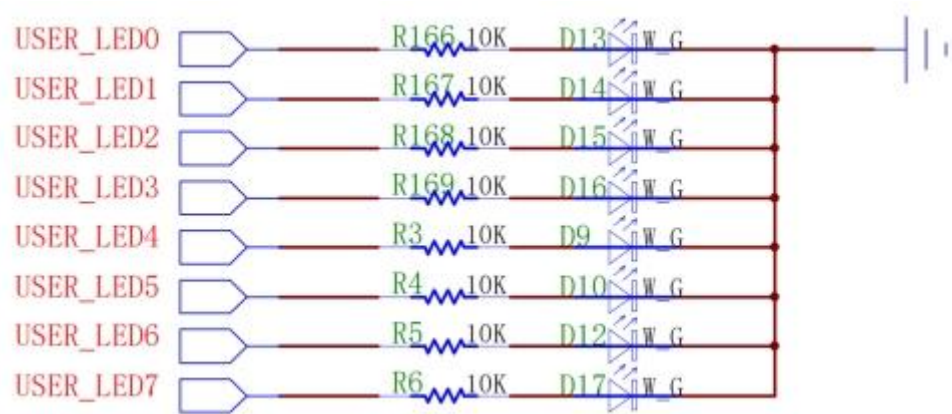 USER_LED0 R166 10K D13 W_G
USER_LED1 R167 10K D14 W_G
USER_LED2 R168 10K D15 W_G
USER_LED3 R169 10K D16 W_G
USER_LED4 R3 10K D9 W_G
USER_LED5 R4 10K D10 W_G
USER_LED6 R5 10K D12 W_G
USER_LED7 R6 10K D17 W_G